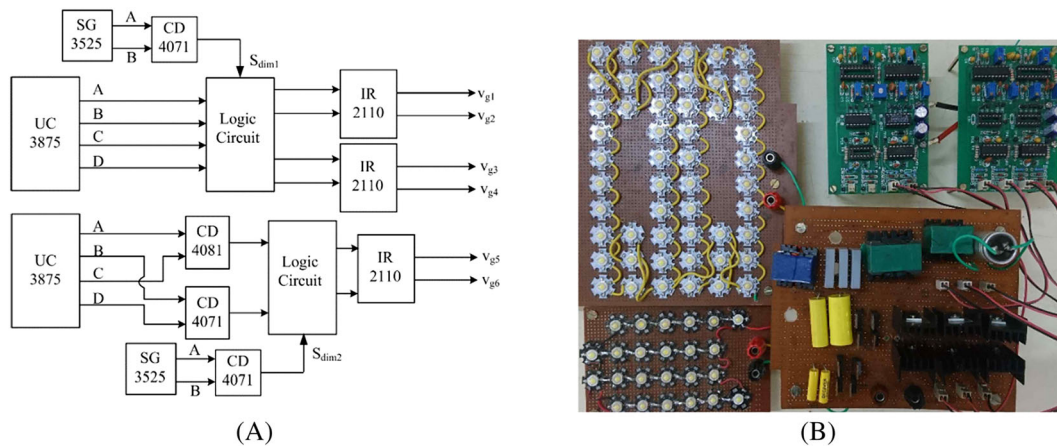 SG
3525
A
B
CD
4071
S_dim1
UC
3875
A
B
C
D
Logic
Circuit
IR
2110
v_g1
v_g2
IR
2110
v_g3
v_g4
UC
3875
A
B
C
D
CD
4081
CD
4071
Logic
Circuit
IR
2110
v_g5
v_g6
SG
3525
A
B
CD
4071
S_dim2
(A)
(B)